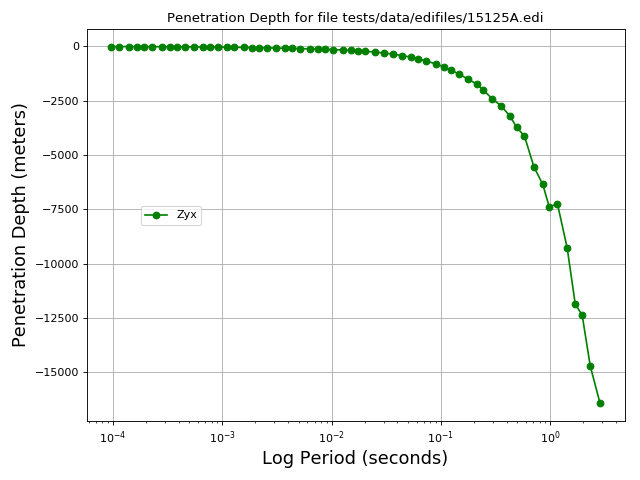 Penetration Depth for file tests/data/edifiles/15125A.edi
Penetration Depth (meters)
0
−2500
−5000
−7500
−10000
−12500
−15000
Zyx
10⁻⁴ 10⁻³ 10⁻² 10⁻¹ 10⁰
Log Period (seconds)